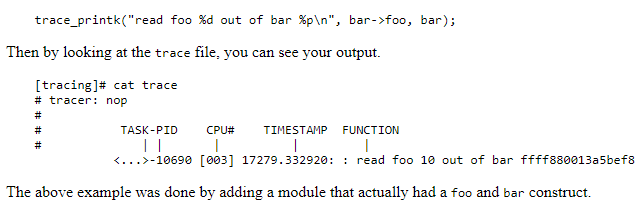 trace_printk("read foo %d out of bar %p\n", bar->foo, bar);
Then by looking at the trace file, you can see your output.
[tracing]# cat trace
# tracer: nop
#
#           TASK-PID    CPU#    TIMESTAMP  FUNCTION
#              | |       |          |         |
           <...>-10690 [003] 17279.332920: : read foo 10 out of bar ffff880013a5bef8
The above example was done by adding a module that actually had a foo and bar construct.